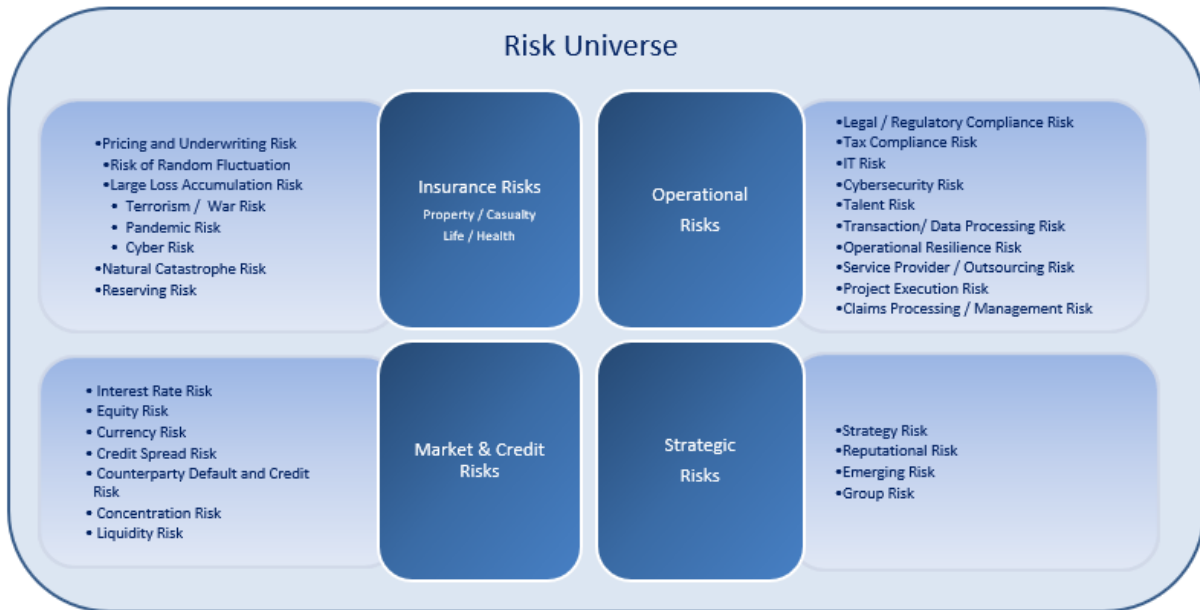 Risk Universe
•Pricing and Underwriting Risk
•Risk of Random Fluctuation
•Large Loss Accumulation Risk
• Terrorism / War Risk
• Pandemic Risk
• Cyber Risk
•Natural Catastrophe Risk
•Reserving Risk
Insurance Risks
Property / Casualty
Life / Health
Operational
Risks
•Legal / Regulatory Compliance Risk
•Tax Compliance Risk
•IT Risk
•Cybersecurity Risk
•Talent Risk
•Transaction/ Data Processing Risk
•Operational Resilience Risk
•Service Provider / Outsourcing Risk
•Project Execution Risk
•Claims Processing / Management Risk
• Interest Rate Risk
• Equity Risk
• Currency Risk
• Credit Spread Risk
• Counterparty Default and Credit
Risk
• Concentration Risk
• Liquidity Risk
Market & Credit
Risks
Strategic
Risks
•Strategy Risk
•Reputational Risk
•Emerging Risk
•Group Risk